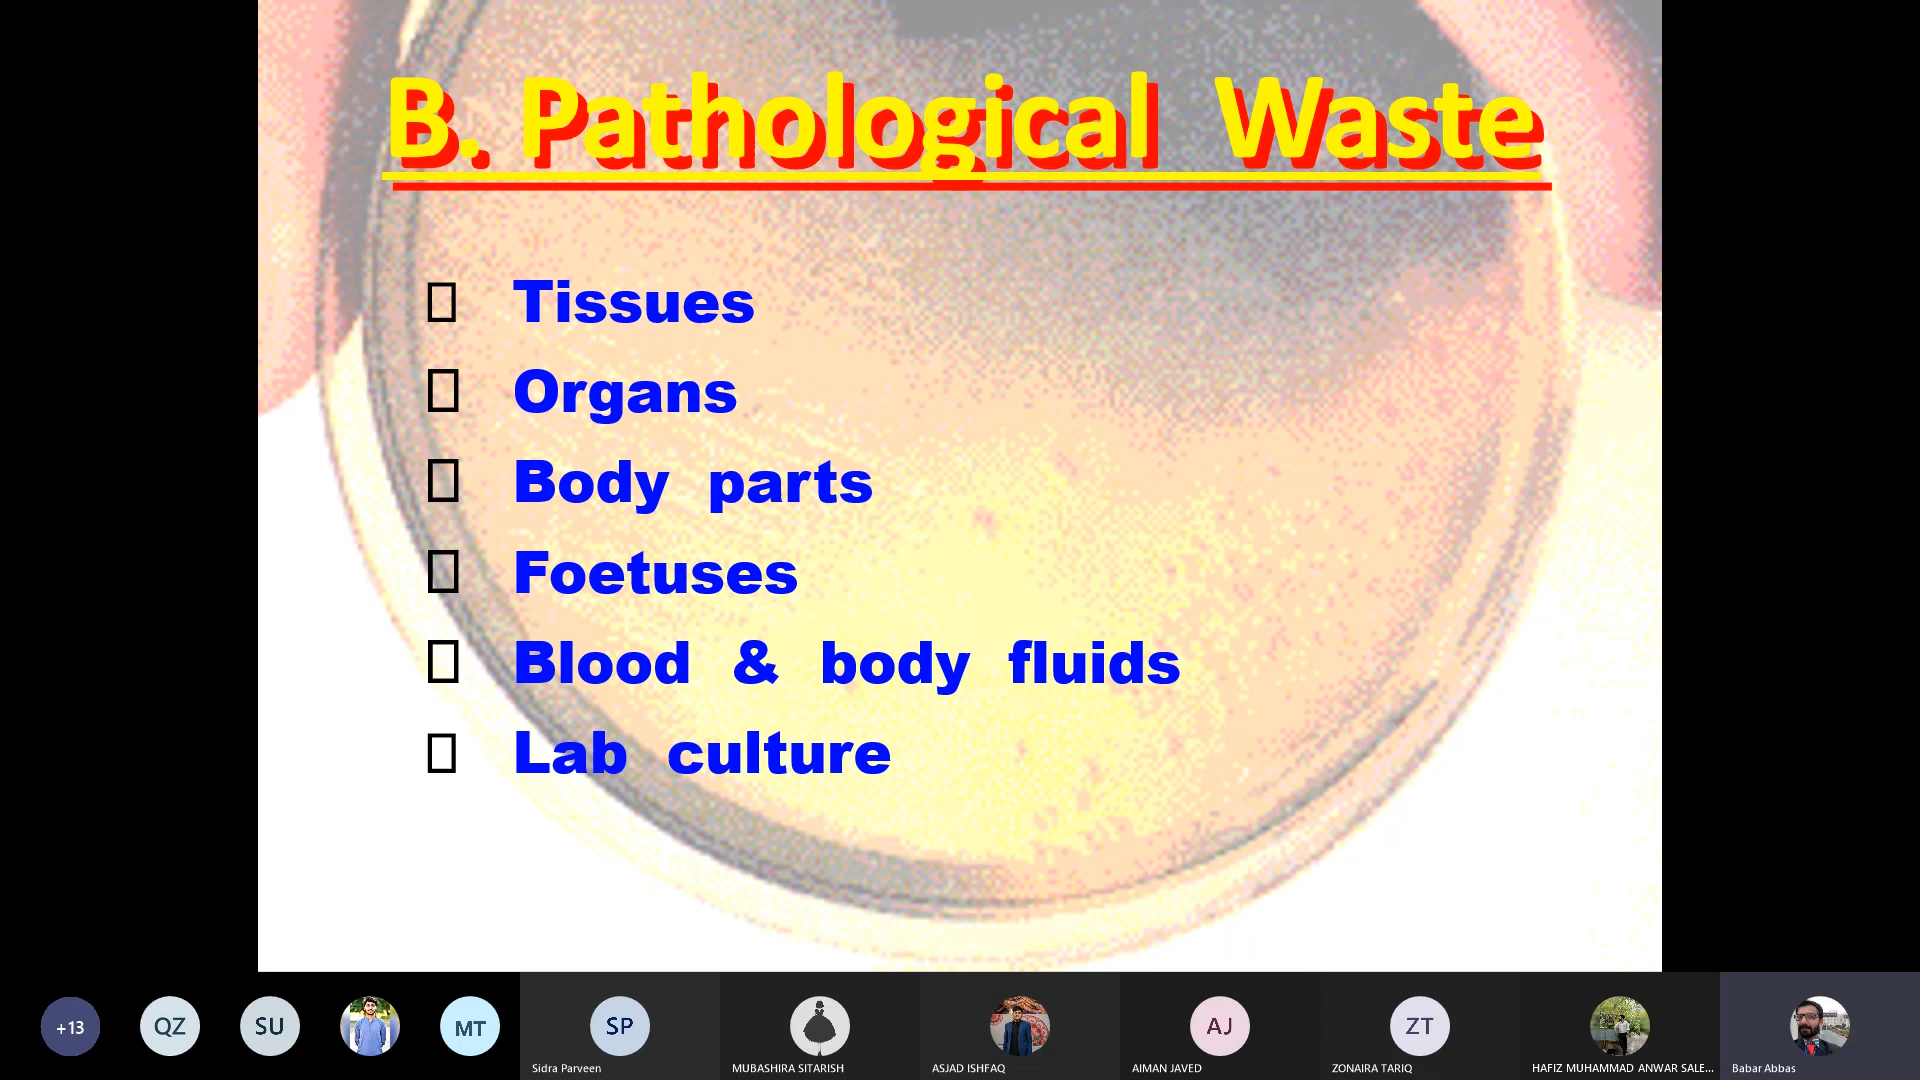 B. Pathological Waste
Tissues
Organs
Body parts
Foetuses
Blood & body fluids
Lab culture
+13
QZ
SU
MT
SP
AJ
ZT
Sidra Parveen
MUBASHIRA SITARISH
ASJAD ISHFAQ
AIMAN JAVED
ZONAIRA TARIQ
HAFIZ MUHAMMAD ANWAR SALE...
Babar Abbas